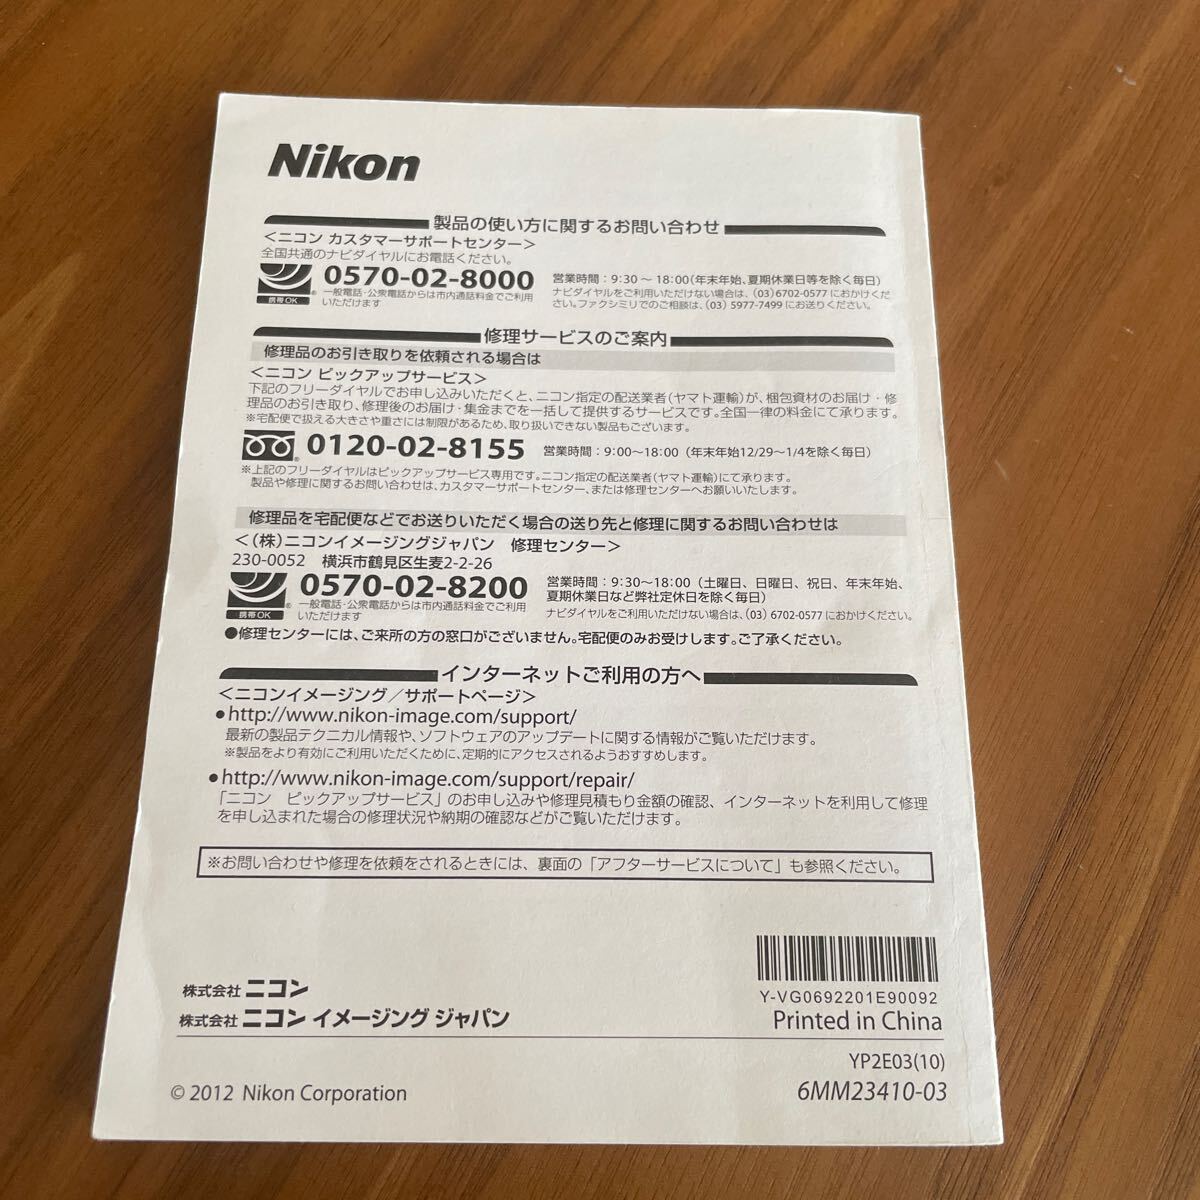 Nikon
製品の使い方に関するお問い合わせ
＜ニコン カスタマーサポートセンター＞
全国共通のナビダイヤルにお電話ください。
携帯OK
0570-02-8000
一般電話・公衆電話からは市内通話料金でご利用
いただけます
営業時間：9:30 ～ 18:00（年末年始、夏期休業日等を除く毎日）
ナビダイヤルをご利用いただけない場合は、（03）6702-0577 におかけくだ
さい。ファクシミリでのご相談は、（03）5977-7499 にお送りください。
修理サービスのご案内
修理品のお引き取りを依頼される場合は
＜ニコン ピックアップサービス＞
下記のフリーダイヤルでお申し込みいただくと、ニコン指定の配送業者（ヤマト運輸）が、梱包資材のお届け・修
理品のお引き取り、修理後のお届け・集金までを一括して提供するサービスです。全国一律の料金にて承ります。
※宅配便で扱える大きさや重さには制限があるため、取り扱いできない製品もございます。
0120-02-8155
営業時間：9:00～18:00（年末年始12/29～1/4を除く毎日）
※上記のフリーダイヤルはピックアップサービス専用です。ニコン指定の配送業者（ヤマト運輸）にて承ります。
製品や修理に関するお問い合わせは、カスタマーサポートセンター、または修理センターへお願いいたします。
修理品を宅配便などでお送りいただく場合の送り先と修理に関するお問い合わせは
＜（株）ニコンイメージングジャパン　修理センター＞
230-0052　横浜市鶴見区生麦2-2-26
携帯OK
0570-02-8200
一般電話・公衆電話からは市内通話料金でご利用
いただけます
営業時間：9:30～18:00（土曜日、日曜日、祝日、年末年始、
夏期休業日など弊社定休日を除く毎日）
ナビダイヤルをご利用いただけない場合は、（03）6702-0577 におかけください。
●修理センターには、ご来所の方の窓口がございません。宅配便のみお受けします。ご了承ください。
インターネットご利用の方へ
＜ニコンイメージング／サポートページ＞
●http://www.nikon-image.com/support/
最新の製品テクニカル情報や、ソフトウェアのアップデートに関する情報がご覧いただけます。
※製品をより有効にご利用いただくために、定期的にアクセスされるようおすすめします。
●http://www.nikon-image.com/support/repair/
「ニコン　ピックアップサービス」のお申し込みや修理見積もり金額の確認、インターネットを利用して修理
を申し込まれた場合の修理状況や納期の確認などがご覧いただけます。
※お問い合わせや修理を依頼をされるときには、裏面の「アフターサービスについて」も参照ください。
Y-VG0692201E90092
Printed in China
株式会社 ニコン
株式会社 ニコン イメージング ジャパン
YP2E03(10)
6MM23410-03
© 2012 Nikon Corporation